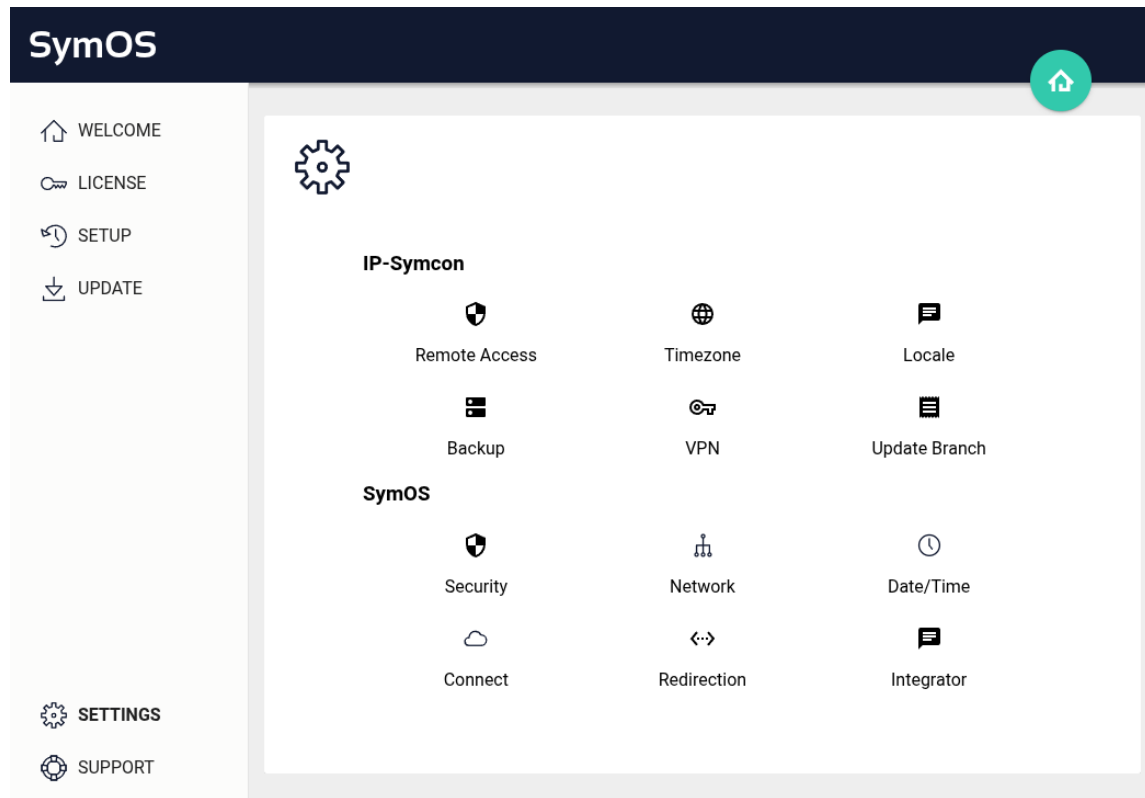 SymOS
WELCOME
LICENSE
SETUP
UPDATE
SETTINGS
SUPPORT
IP-Symcon
Remote Access Timezone Locale
Backup VPN Update Branch
SymOS
Security Network Date/Time
Connect Redirection Integrator